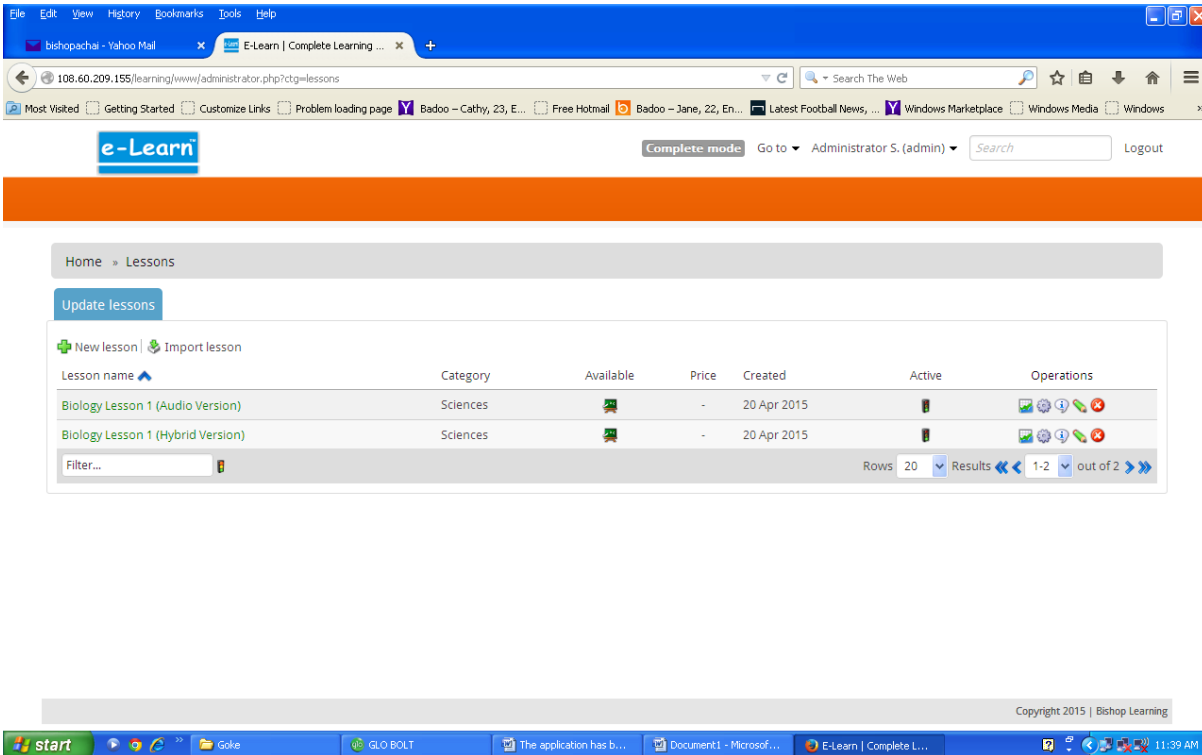 File Edit View History Bookmarks Tools Help
bishopachai - Yahoo Mail × E-Learn | Complete Learning ... × +
108.60.209.155/learning/www/administrator.php?ctg=lessons Search The Web
Most Visited Getting Started Customize Links Problem loading page Badoo – Cathy, 23, E... Free Hotmail Badoo – Jane, 22, En... Latest Football News, ... Windows Marketplace Windows Media Windows »
e-Learn™ Complete mode Go to Administrator S. (admin) Search Logout
Home » Lessons
Update lessons
New lesson | Import lesson
Lesson name Category Available Price Created Active Operations
Biology Lesson 1 (Audio Version) Sciences - 20 Apr 2015
Biology Lesson 1 (Hybrid Version) Sciences - 20 Apr 2015
Filter... Rows 20 Results 1-2 out of 2
Copyright 2015 | Bishop Learning
start » Goke GLO BOLT The application has b... Document1 - Microsof... E-Learn | Complete L... 11:39 AM